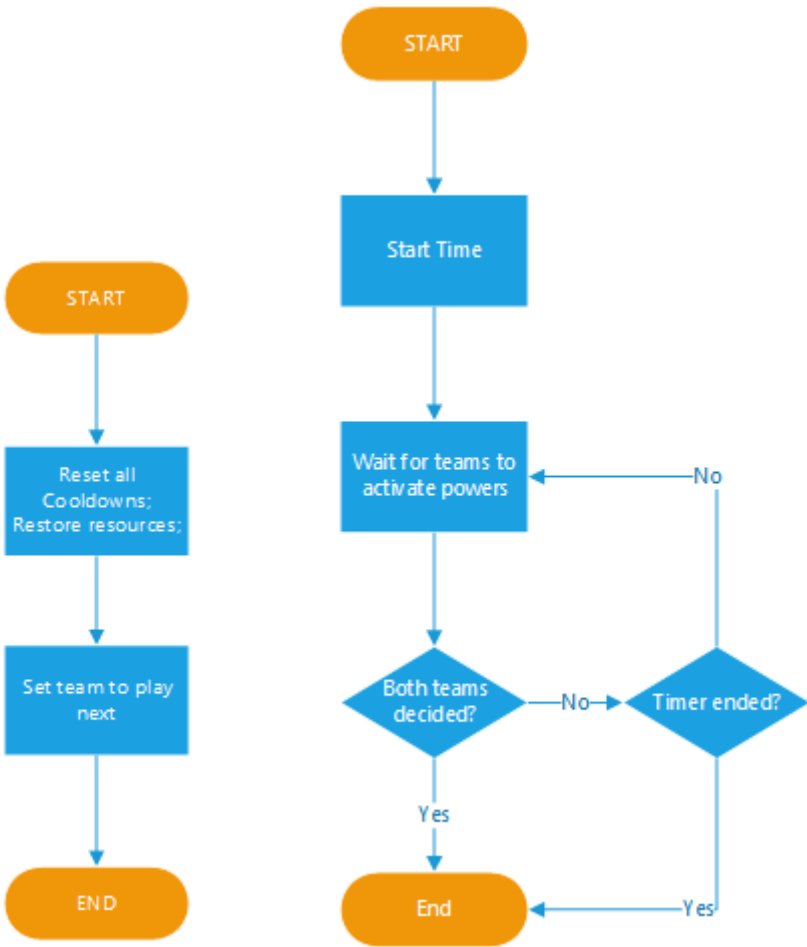 START
Reset all
Cooldowns;
Restore resources;
Set team to play
next
END
START
Start Time
Wait for teams to
activate powers
No
Both teams
decided?
No
Timer ended?
Yes
Yes
End